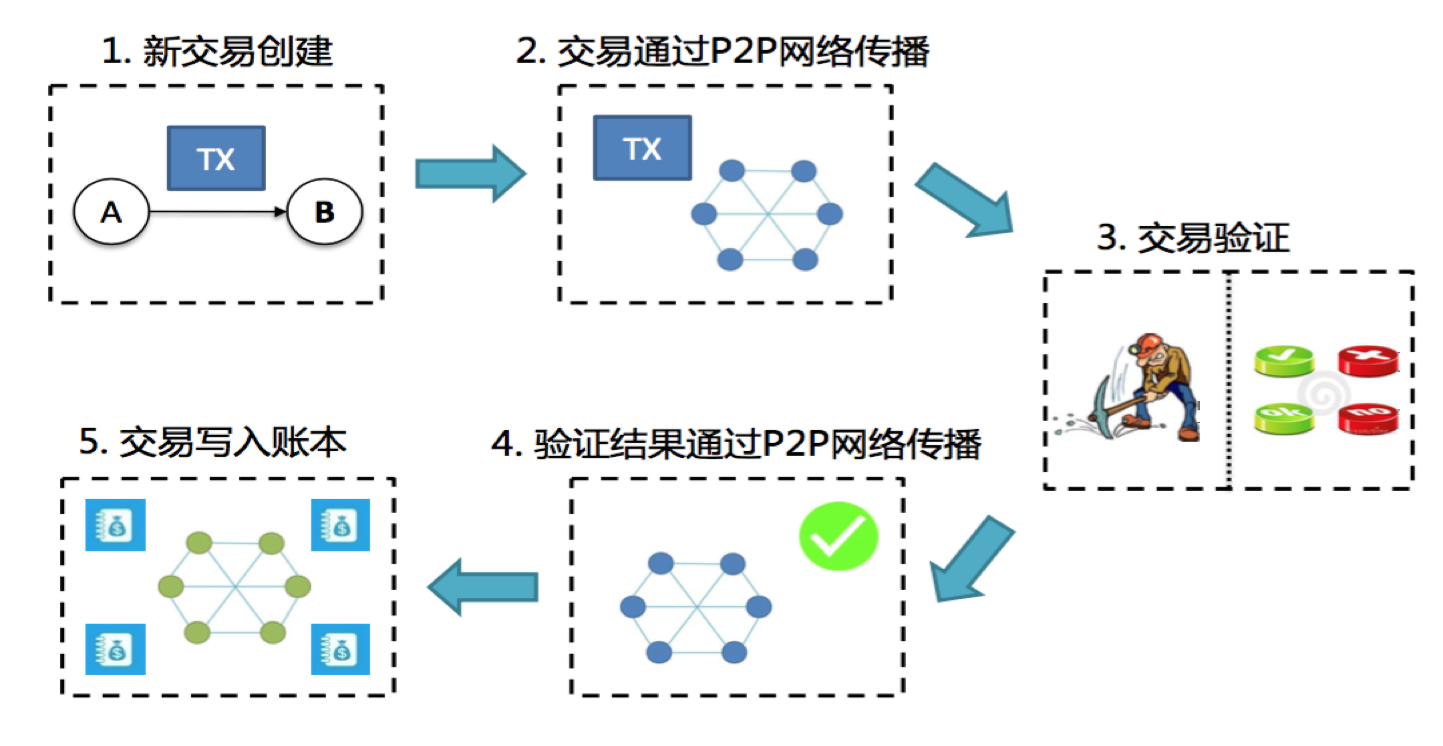 1. 新交易创建
2. 交易通过P2P网络传播
TX
A
B
TX
3. 交易验证
ok
no
5. 交易写入账本
4. 验证结果通过P2P网络传播